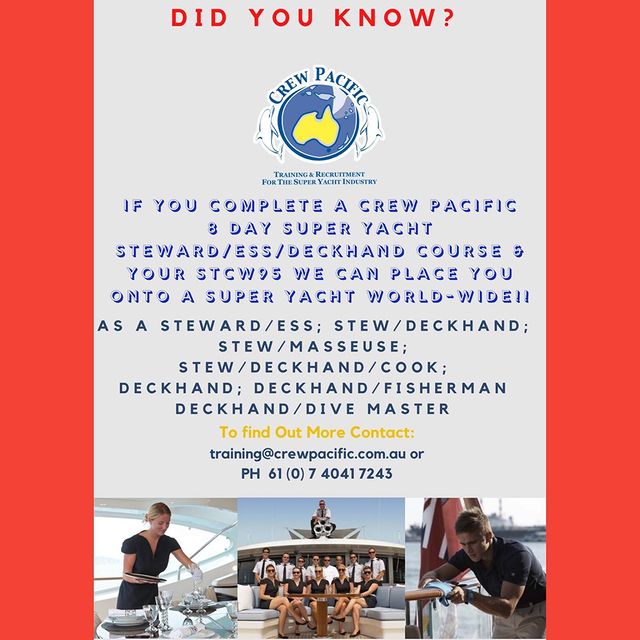 DID YOU KNOW?
CREW PACIFIC
TRAINING & RECRUITMENT
FOR THE SUPER YACHT INDUSTRY
IF YOU COMPLETE A CREW PACIFIC
8 DAY SUPER YACHT
STEWARD/ESS/DECKHAND COURSE &
YOUR STCW95 WE CAN PLACE YOU
ONTO A SUPER YACHT WORLD-WIDE!!
AS A STEWARD/ESS; STEW/DECKHAND;
STEW/MASSEUSE;
STEW/DECKHAND/COOK;
DECKHAND; DECKHAND/FISHERMAN
DECKHAND/DIVE MASTER
To find Out More Contact:
training@crewpacific.com.au or
PH 61 (0) 7 4041 7243